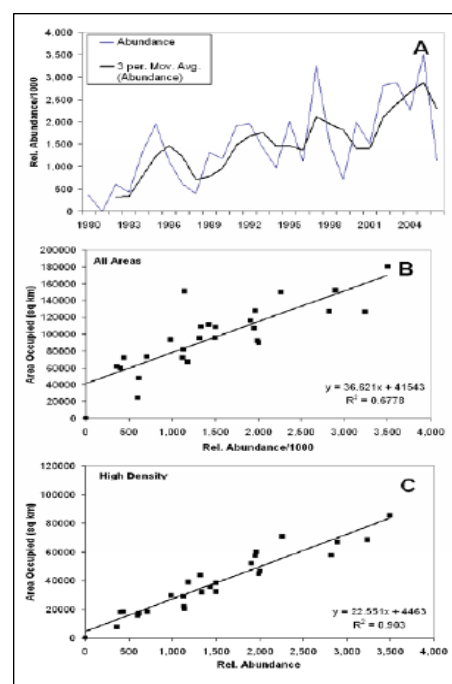 A
Abundance
3 per. Mov. Avg.
(Abundance)
Rel. Abundance/1000
4.000
3.500
3.000
2.500
2.000
1.500
1.000
0.500
0
1980 1983 1986 1989 1992 1995 1998 2001 2004
All Areas
B
Area Occupied (sq km)
200000
180000
160000
140000
120000
100000
80000
60000
40000
20000
0
y = 36.621x + 41543
R² = 0.6778
0 500 1,000 1,500 2,000 2,500 3,000 3,500 4,000
Rel. Abundance/1000
High Density
C
Area Occupied (sq km)
120000
100000
80000
60000
40000
20000
0
y = 22.551x + 4463
R² = 0.903
0 500 1,000 1,500 2,000 2,500 3,000 3,500 4,000
Rel. Abundance